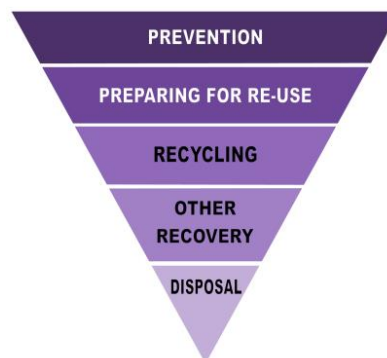 PREVENTION
PREPARING FOR RE-USE
RECYCLING
OTHER
RECOVERY
DISPOSAL